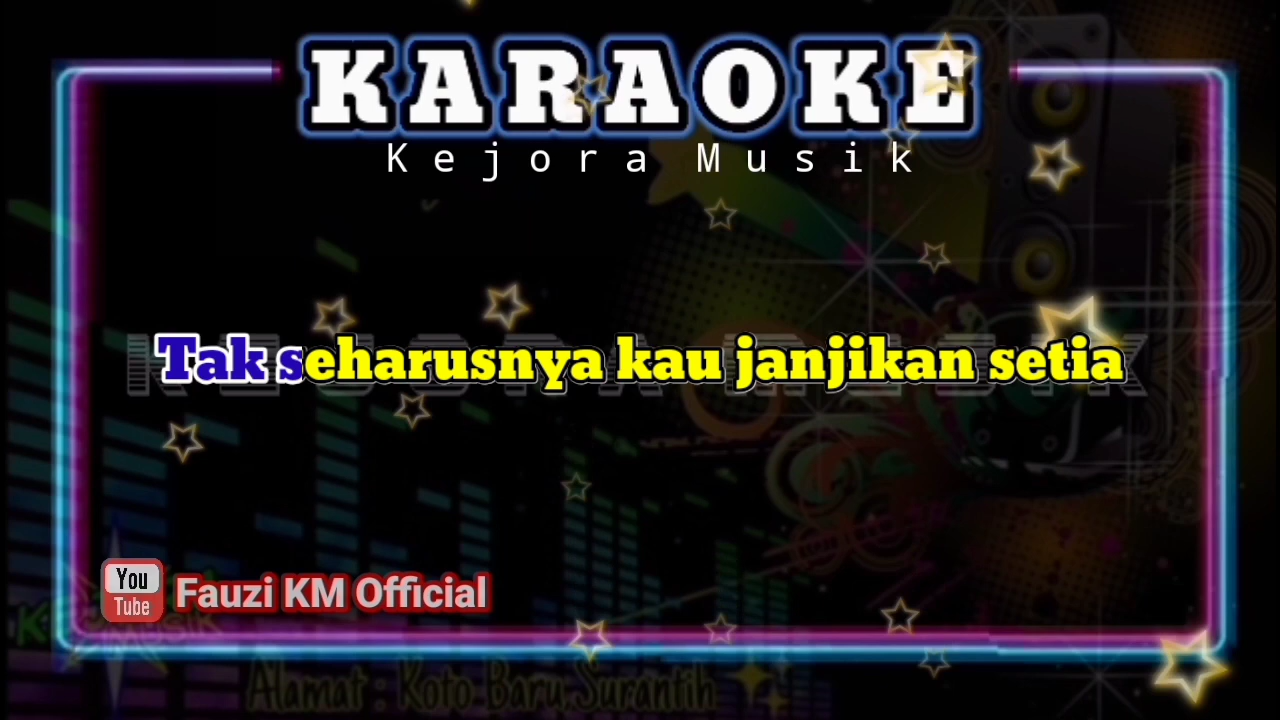 KARAOKE
Kejora Musik
Tak seharusnya kau janjikan setia
You
Tube
Fauzi KM Official
Alamat : Koto Baru Surantih